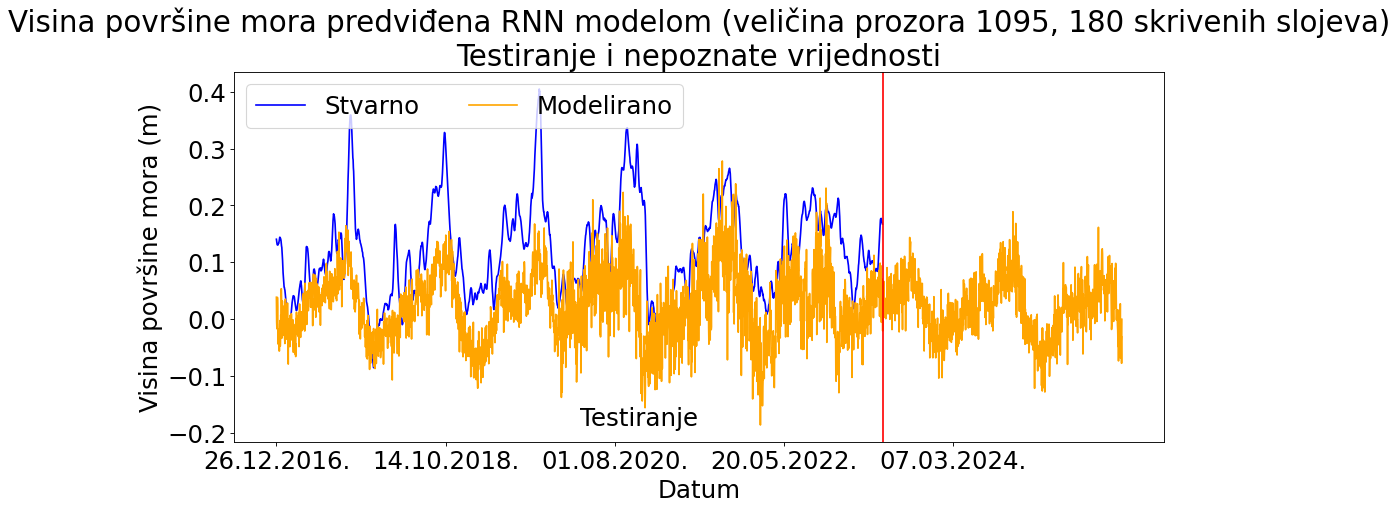 Visina površine mora predviđena RNN modelom (veličina prozora 1095, 180 skrivenih slojeva)
Testiranje i nepoznate vrijednosti
Stvarno
Modelirano
Visina površine mora (m)
0.4
0.3
0.2
0.1
0.0
−0.1
−0.2
Testiranje
26.12.2016.
14.10.2018.
01.08.2020.
20.05.2022.
07.03.2024.
Datum